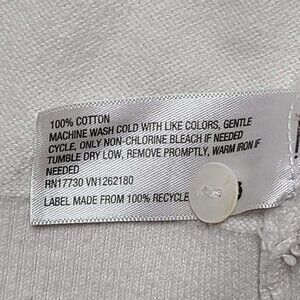 100% COTTON
MACHINE WASH COLD WITH LIKE COLORS, GENTLE
CYCLE, ONLY NON-CHLORINE BLEACH IF NEEDED
TUMBLE DRY LOW, REMOVE PROMPTLY, WARM IRON IF
NEEDED
RN17730 VN1262180
LABEL MADE FROM 100% RECYCLE